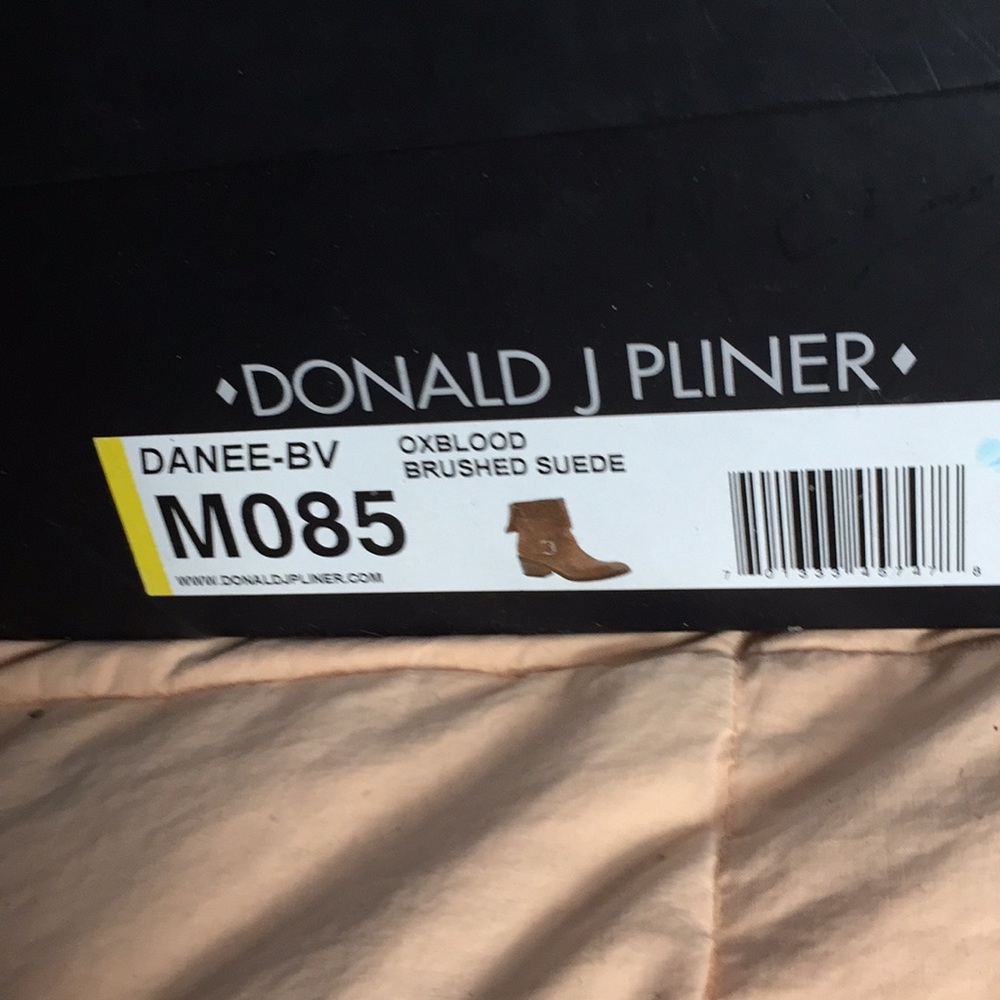 DONALD J PLINER
DANEE-BV
OXBLOOD
BRUSHED SUEDE
M085
WWW.DONALDJPLINER.COM